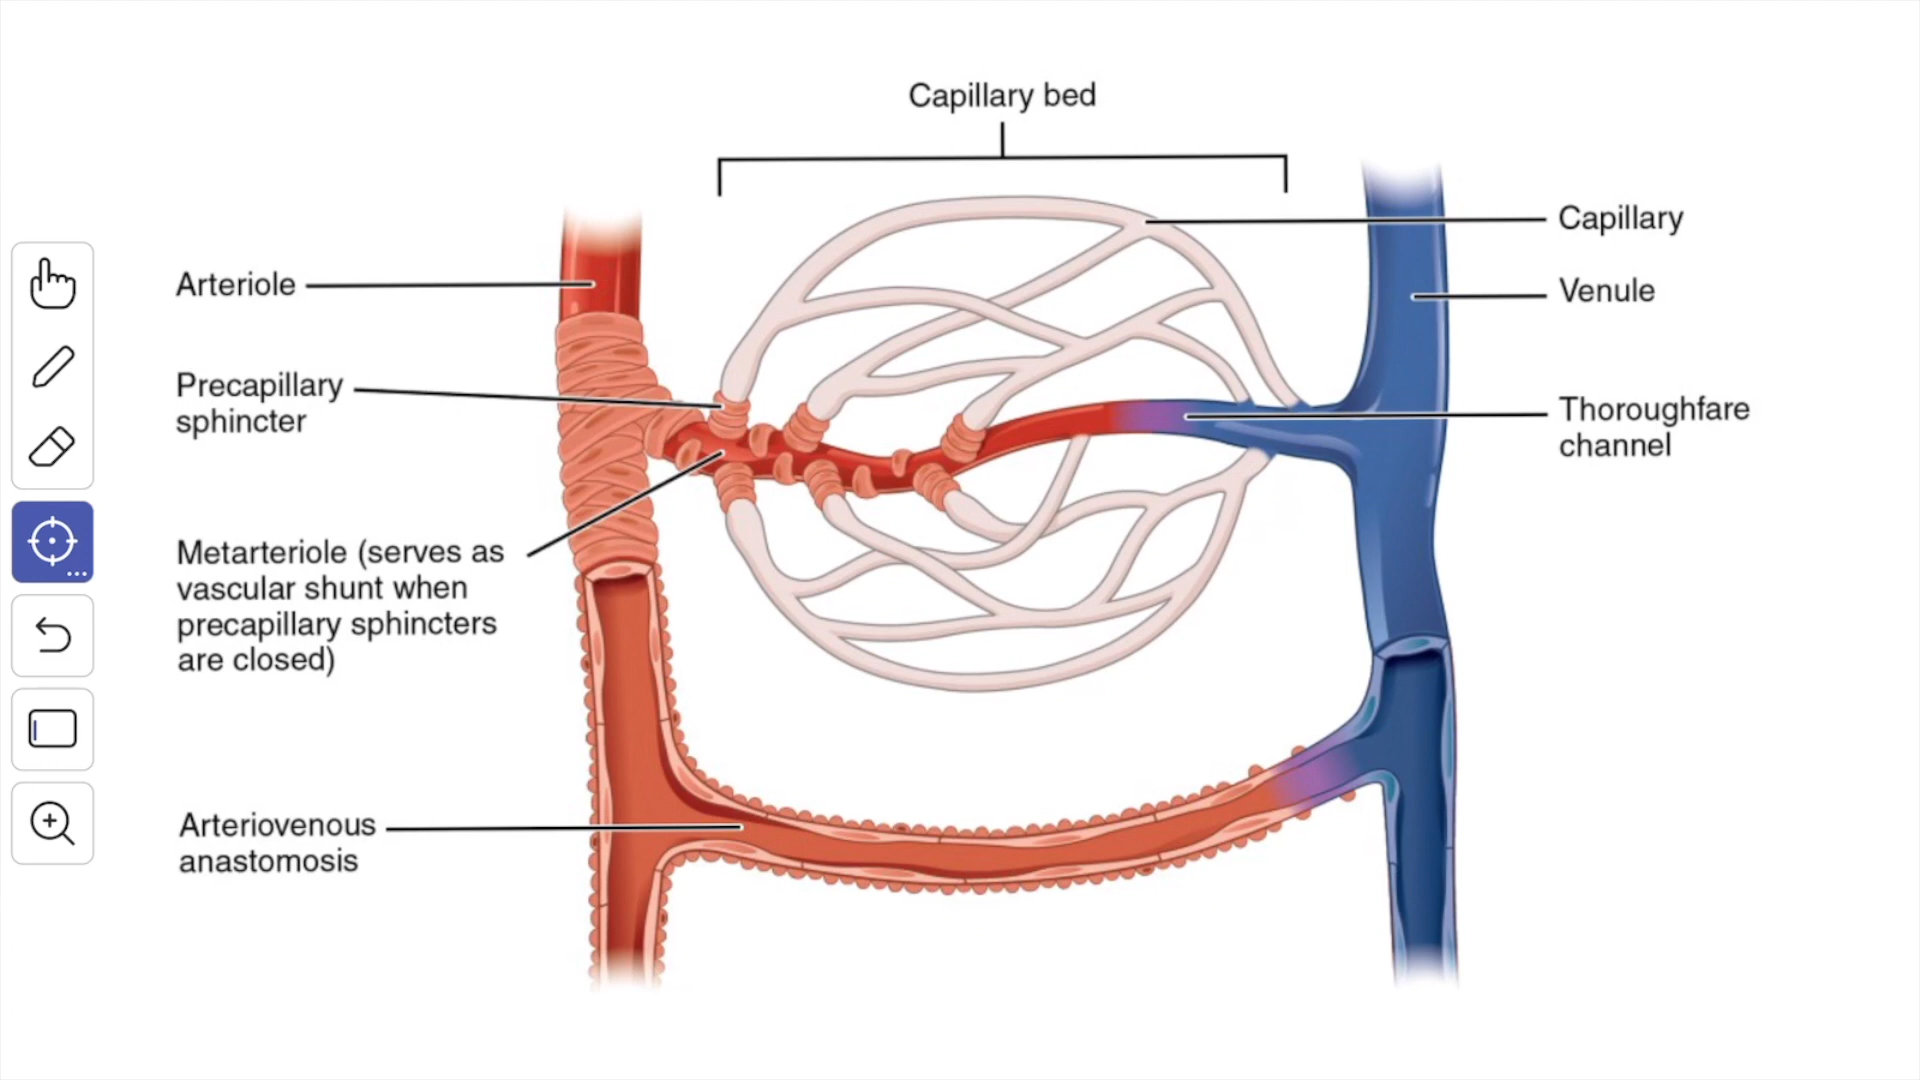 Capillary bed
Capillary
Arteriole
Venule
Precapillary
sphincter
Thoroughfare
channel
Metarteriole (serves as
vascular shunt when
precapillary sphincters
are closed)
Arteriovenous
anastomosis